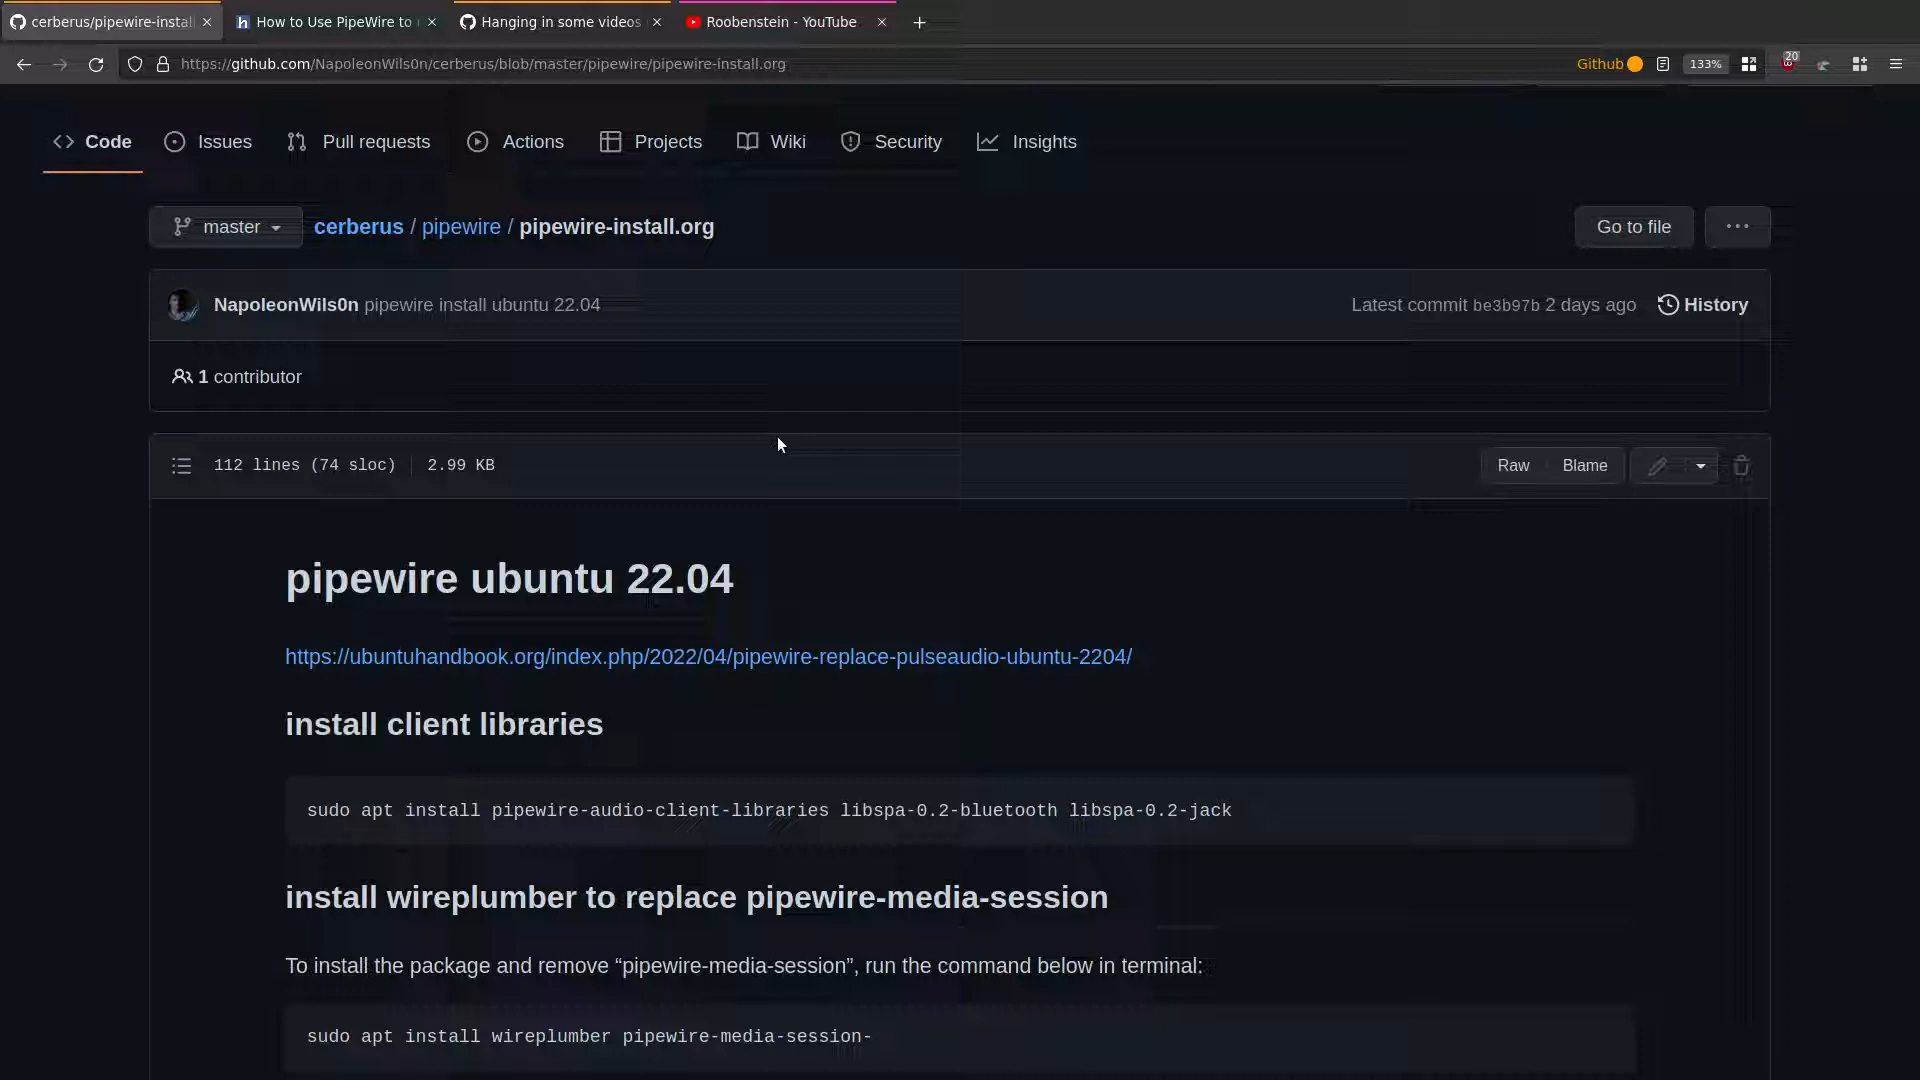 cerberus/pipewire-instal
How to Use PipeWire to
Hanging in some videos
Roobenstein - YouTube
https://github.com/NapoleonWils0n/cerberus/blob/master/pipewire/pipewire-install.org
Github
133%
20
Code
Issues
Pull requests
Actions
Projects
Wiki
Security
Insights
master
cerberus / pipewire / pipewire-install.org
Go to file
NapoleonWils0n pipewire install ubuntu 22.04
Latest commit be3b97b 2 days ago
History
1 contributor
112 lines (74 sloc)
2.99 KB
Raw
Blame
pipewire ubuntu 22.04
https://ubuntuhandbook.org/index.php/2022/04/pipewire-replace-pulseaudio-ubuntu-2204/
install client libraries
sudo apt install pipewire-audio-client-libraries libspa-0.2-bluetooth libspa-0.2-jack
install wireplumber to replace pipewire-media-session
To install the package and remove “pipewire-media-session”, run the command below in terminal:
sudo apt install wireplumber pipewire-media-session-